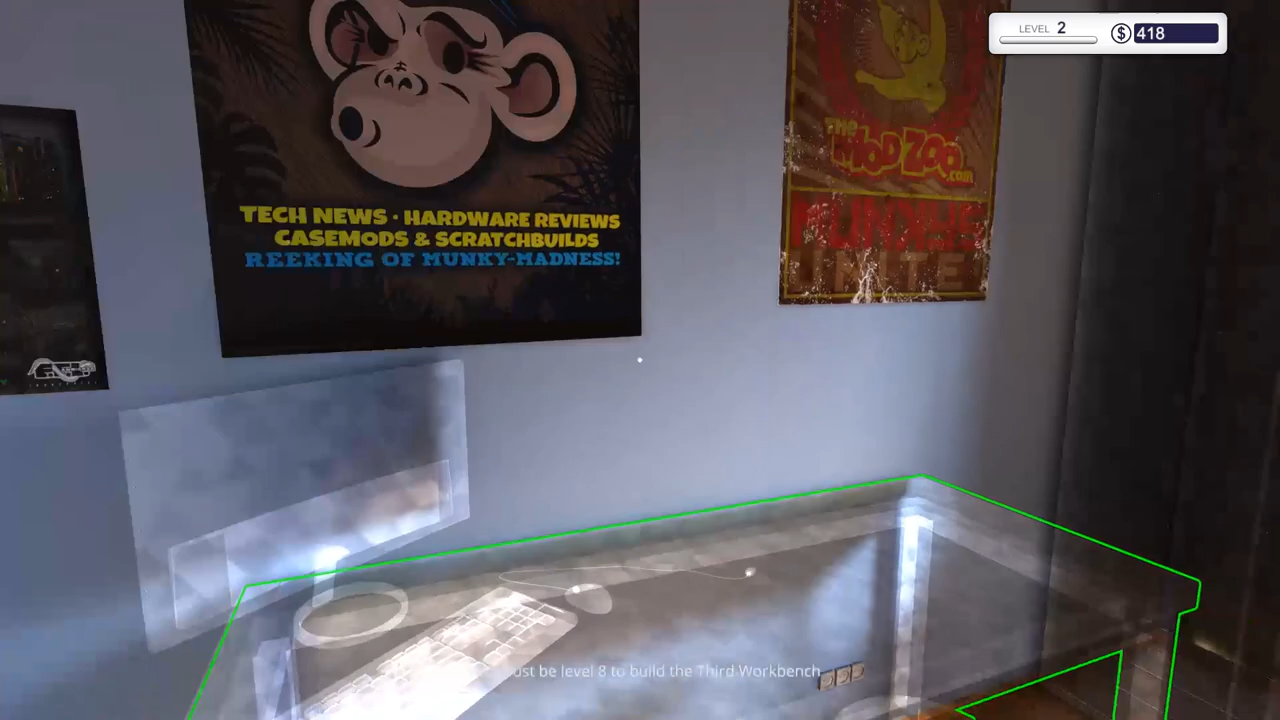 LEVEL 2
$ 418
TECH NEWS · HARDWARE REVIEWS
CASEMODS & SCRATCHBUILDS
REEKING OF MUNKY-MADNESS!
THE
MOD ZOO
.com
MUNKYS
UNITE!
ust be level 8 to build the Third Workbench